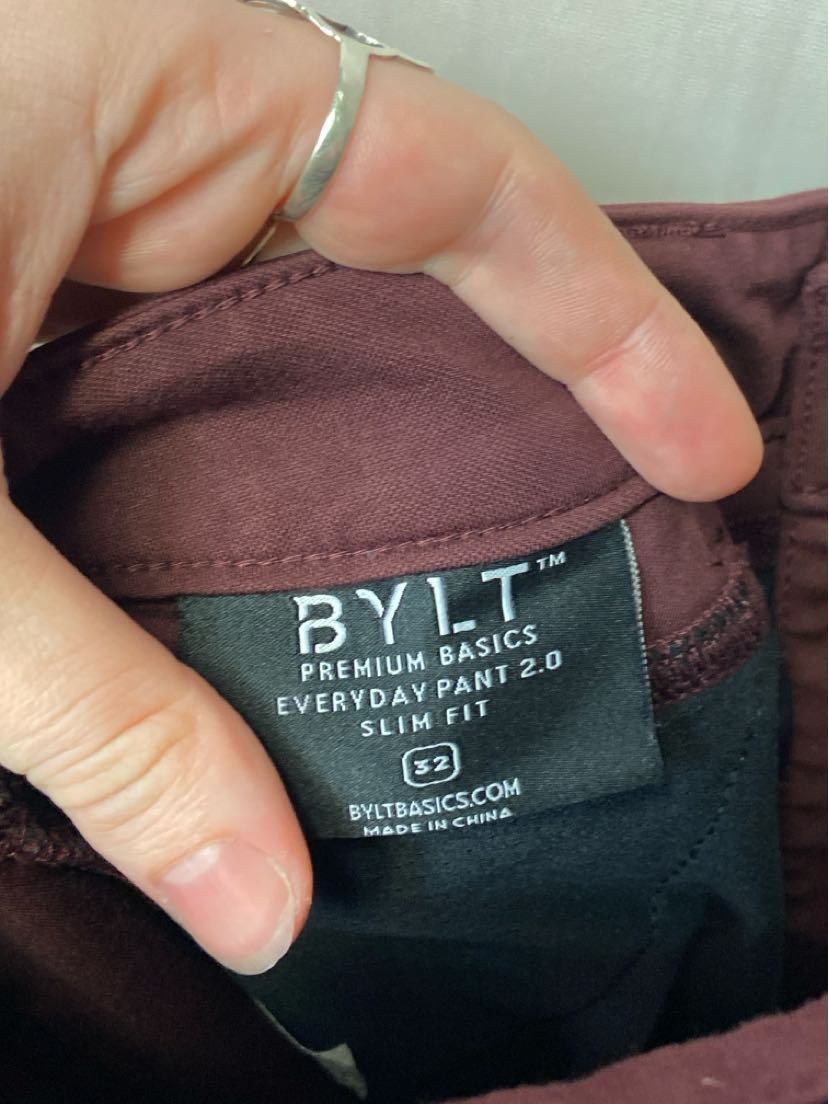 BYLT™
PREMIUM BASICS
EVERYDAY PANT 2.0
SLIM FIT
32
BYLTBASICS.COM
MADE IN CHINA